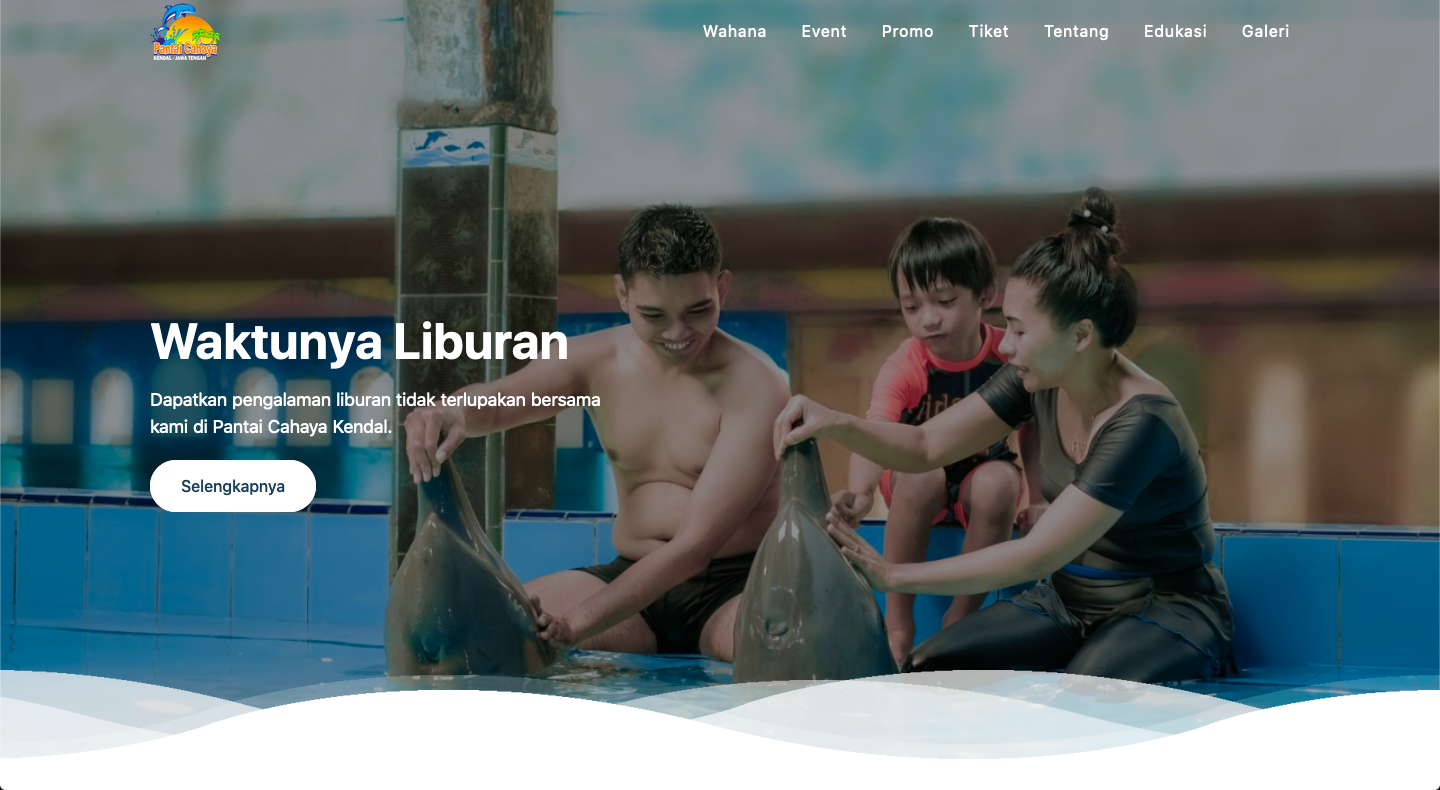 Pantai Cahaya
KENDAL - JAWA TENGAH
Wahana
Event
Promo
Tiket
Tentang
Edukasi
Galeri
Waktunya Liburan
Dapatkan pengalaman liburan tidak terlupakan bersama
kami di Pantai Cahaya Kendal.
Selengkapnya